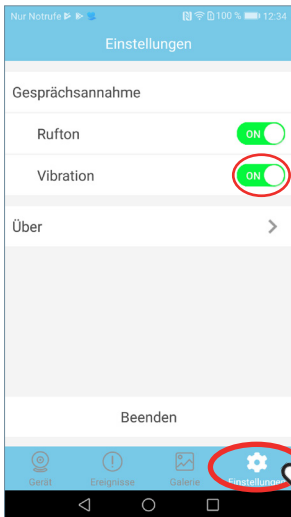 Nur Notrufe 100 % 12:34
Einstellungen
Gesprächsannahme
Rufton ON
Vibration ON
Über
Beenden
Gerät Ereignisse Galerie Einstellungen